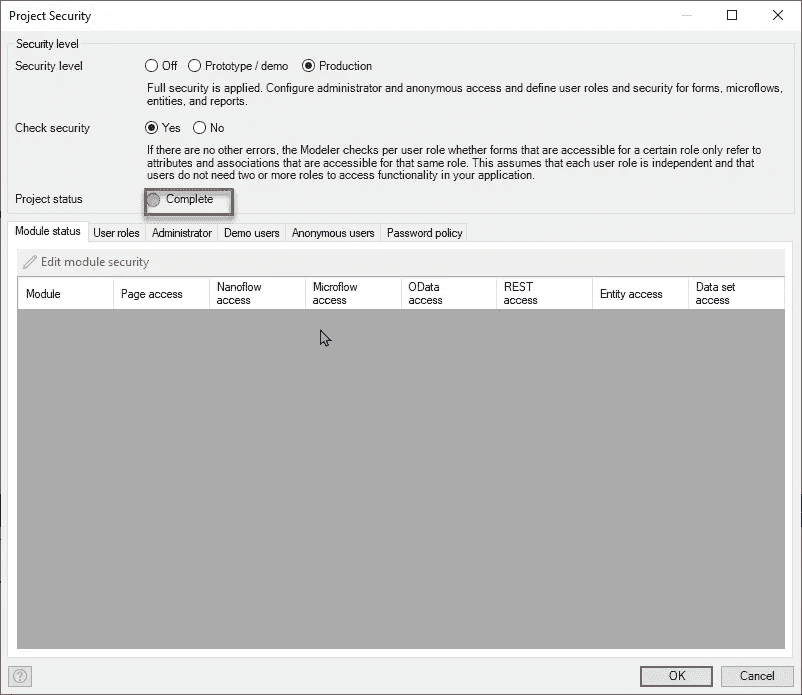 Project Security
Security level
Security level Off Prototype / demo Production
Full security is applied. Configure administrator and anonymous access and define user roles and security for forms, microflows,
entities, and reports.
Check security Yes No
If there are no other errors, the Modeler checks per user role whether forms that are accessible for a certain role only refer to
attributes and associations that are accessible for that same role. This assumes that each user role is independent and that
users do not need two or more roles to access functionality in your application.
Project status Complete
Module status User roles Administrator Demo users Anonymous users Password policy
Edit module security
Module Page access Nanoflow access Microflow access OData access REST access Entity access Data set access
? OK Cancel